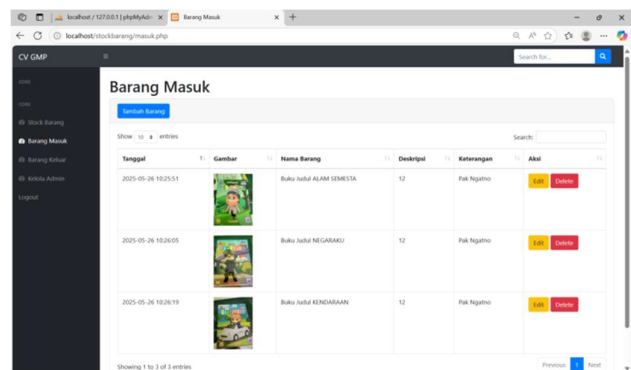 localhost / 127.0.0.1 | phpMyAdm
Barang Masuk
localhost/stockbarang/masuk.php
CV GMP
Search for...
CORE
CORE
Stock Barang
Barang Masuk
Barang Keluar
Kelola Admin
Logout
Barang Masuk
Tambah Barang
Show 10 entries
Search:
Tanggal Gambar Nama Barang Deskripsi Keterangan Aksi
2025-05-26 10:25:51 Buku Judul ALAM SEMESTA 12 Pak Ngatno Edit Delete
2025-05-26 10:26:05 Buku Judul NEGARAKU 12 Pak Ngatno Edit Delete
2025-05-26 10:26:19 Buku Judul KENDARAAN 12 Pak Ngatno Edit Delete
Showing 1 to 3 of 3 entries
Previous 1 Next